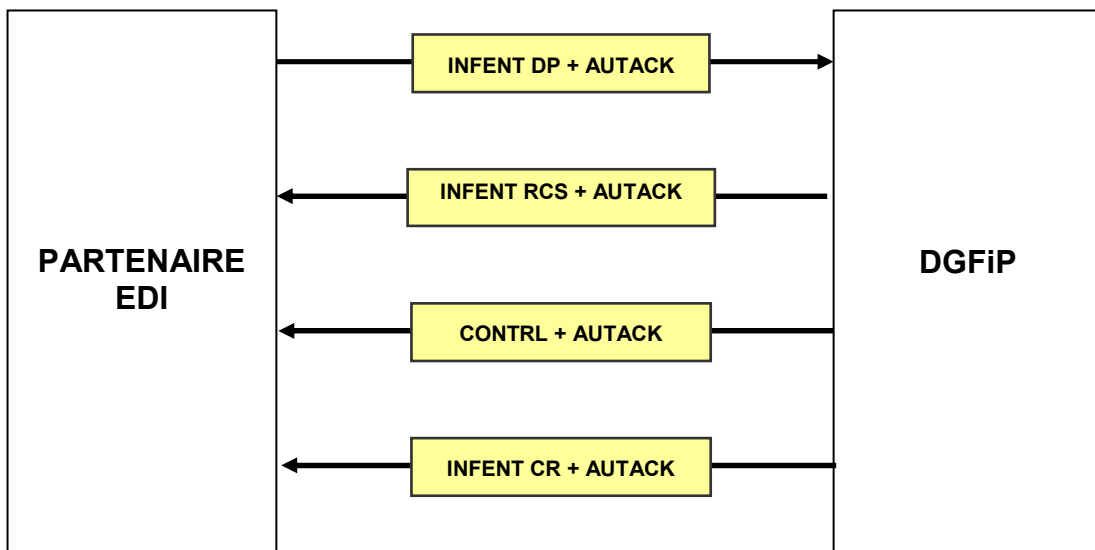 INFENT DP + AUTACK
INFENT RCS + AUTACK
PARTENAIRE
EDI
DGFiP
CONTRL + AUTACK
INFENT CR + AUTACK